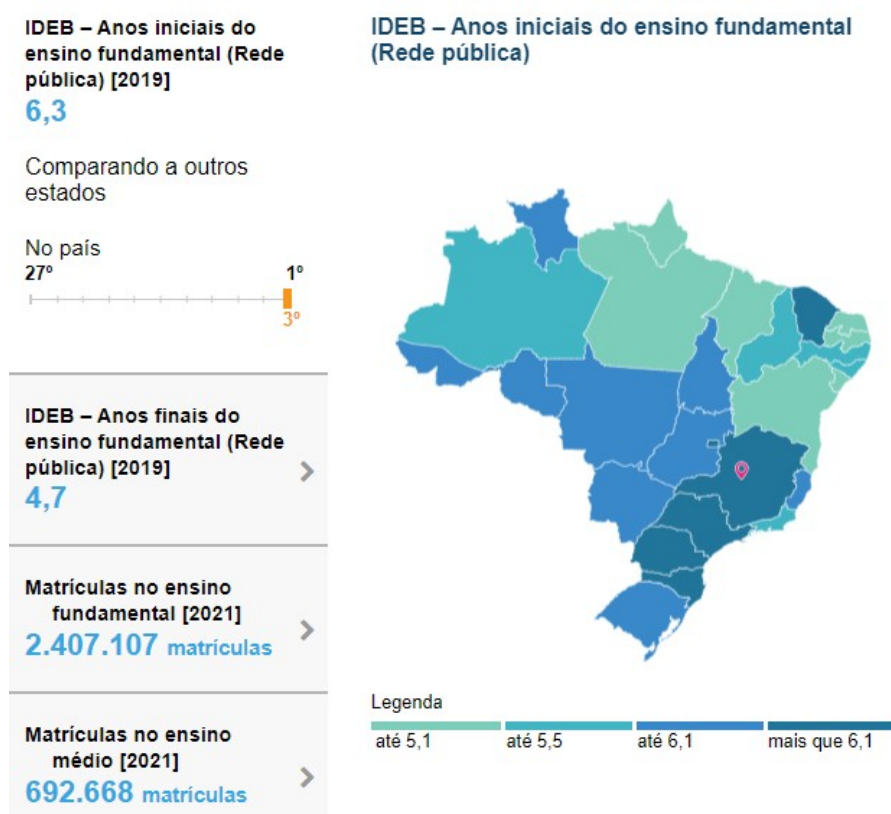 IDEB – Anos iniciais do
ensino fundamental (Rede
pública) [2019]
6,3
Comparando a outros
estados
No país
27º
1º
3º
IDEB – Anos finais do
ensino fundamental (Rede
pública) [2019]
4,7
Matrículas no ensino
fundamental [2021]
2.407.107 matrículas
Matrículas no ensino
médio [2021]
692.668 matrículas
IDEB – Anos iniciais do ensino fundamental
(Rede pública)
Legenda
até 5,1
até 5,5
até 6,1
mais que 6,1